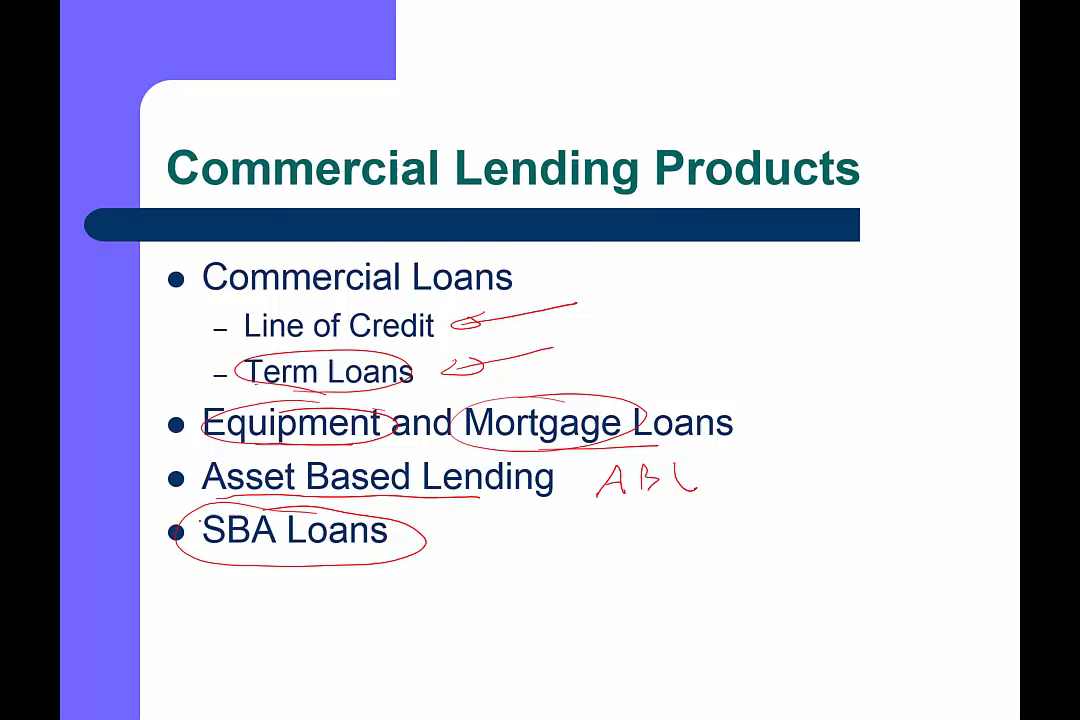 Commercial Lending Products
● Commercial Loans
– Line of Credit
– Term Loans
● Equipment and Mortgage Loans
● Asset Based Lending ABL
● SBA Loans